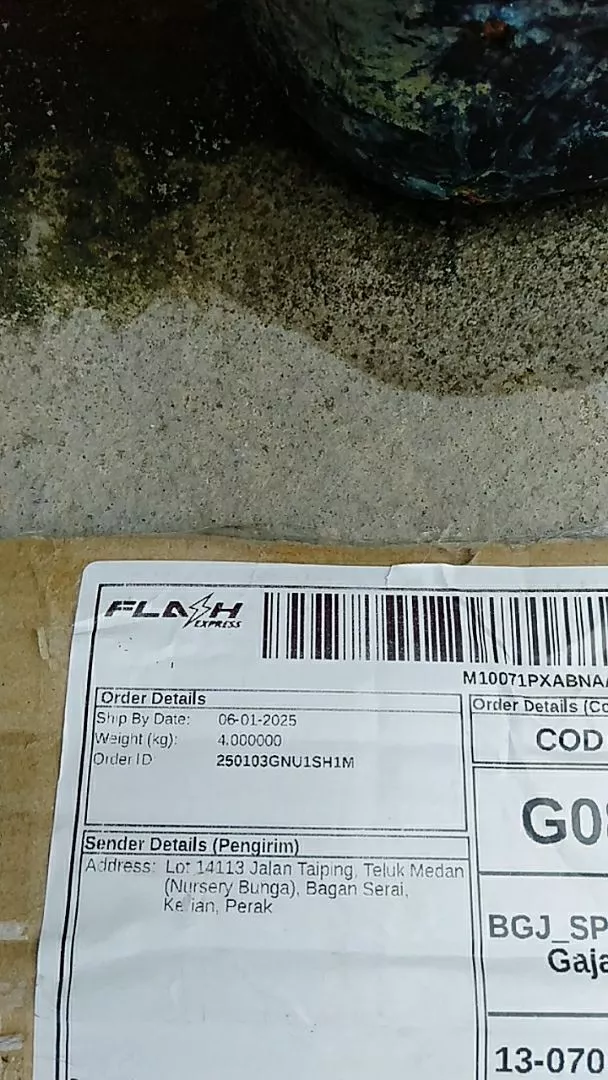 FLASH EXPRESS
M10071PXABNA
Order Details
Ship By Date: 06-01-2025
Weight (kg): 4.000000
Order ID 250103GNU1SH1M
Sender Details (Pengirim)
Address: Lot 14113 Jalan Taiping, Teluk Medan
(Nursery Bunga), Bagan Serai,
Perak
Order Details (Co
COD
G0
BGJ_SP
Gaja
13-070